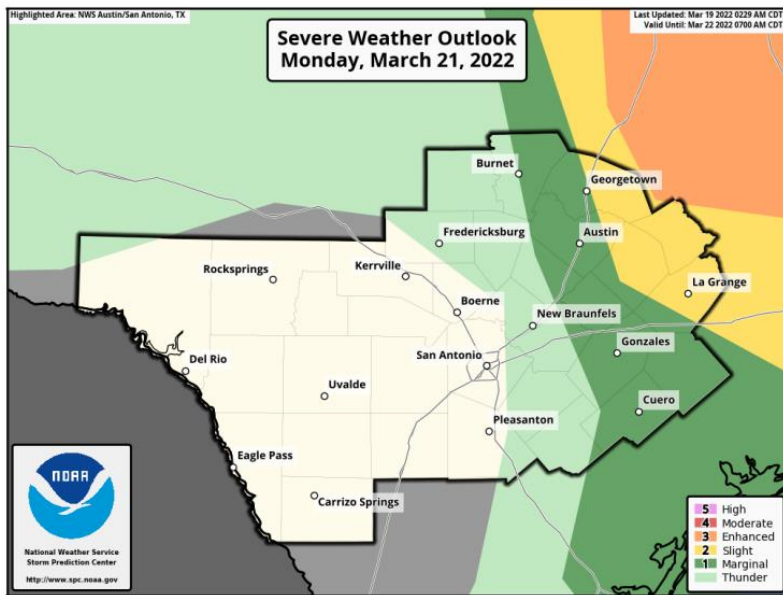 Highlighted Area: NWS Austin/San Antonio, TX
Last Updated: Mar 19 2022 0229 AM CDT
Valid Until: Mar 22 2022 0700 AM CDT
Severe Weather Outlook
Monday, March 21, 2022
Burnet
Georgetown
Fredericksburg
Austin
Rocksprings
Kerrville
La Grange
Boerne
New Braunfels
San Antonio
Gonzales
Del Rio
Uvalde
Cuero
Pleasanton
Eagle Pass
Carrizo Springs
NOAA
National Weather Service
Storm Prediction Center
http://www.spc.noaa.gov
5 High
4 Moderate
3 Enhanced
2 Slight
1 Marginal
Thunder